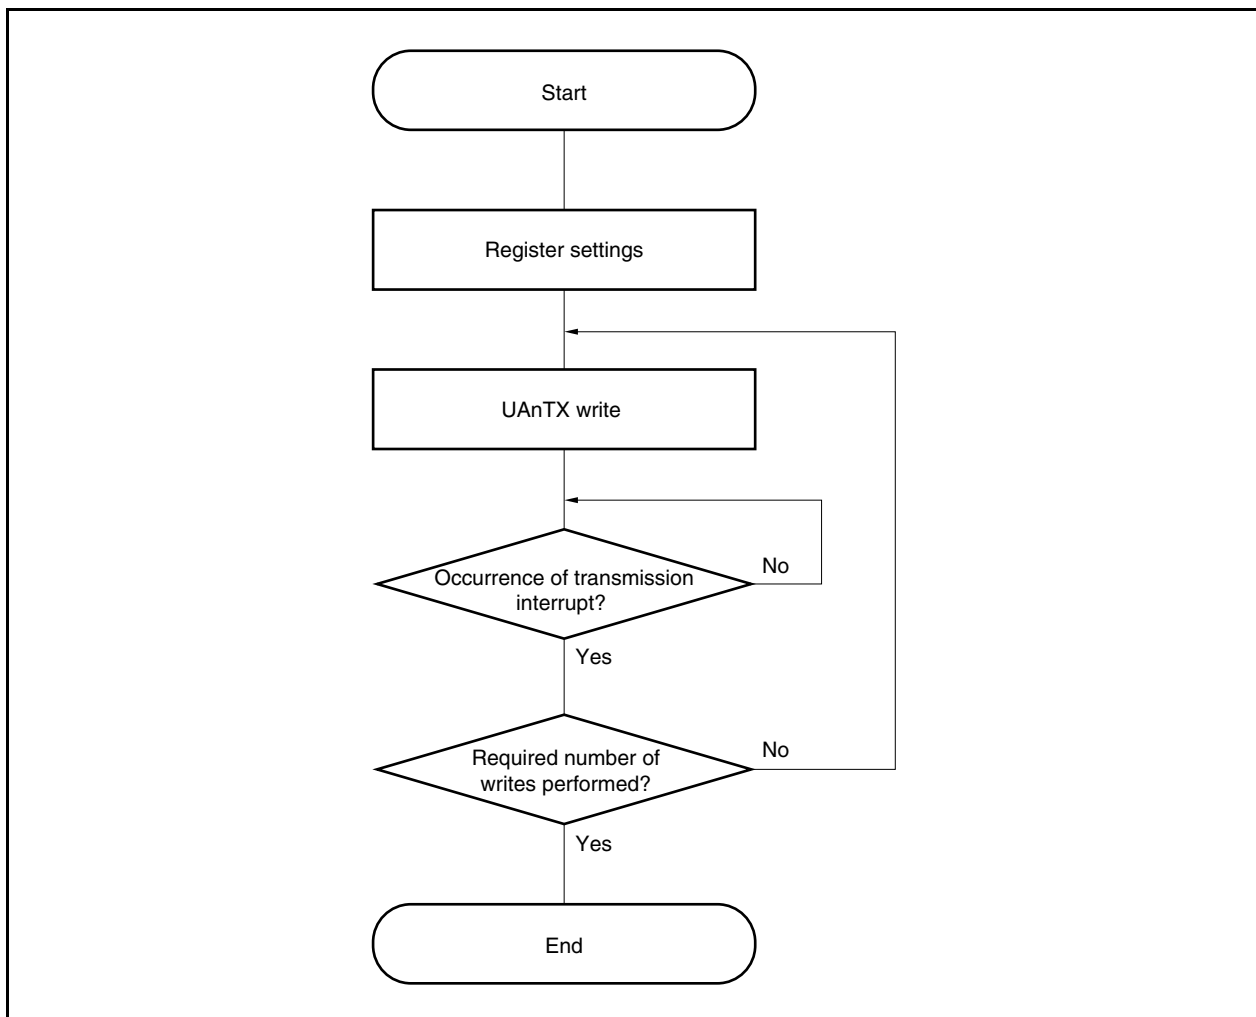 Start
Register settings
UAnTX write
No
Occurrence of transmission
interrupt?
Yes
No
Required number of
writes performed?
Yes
End